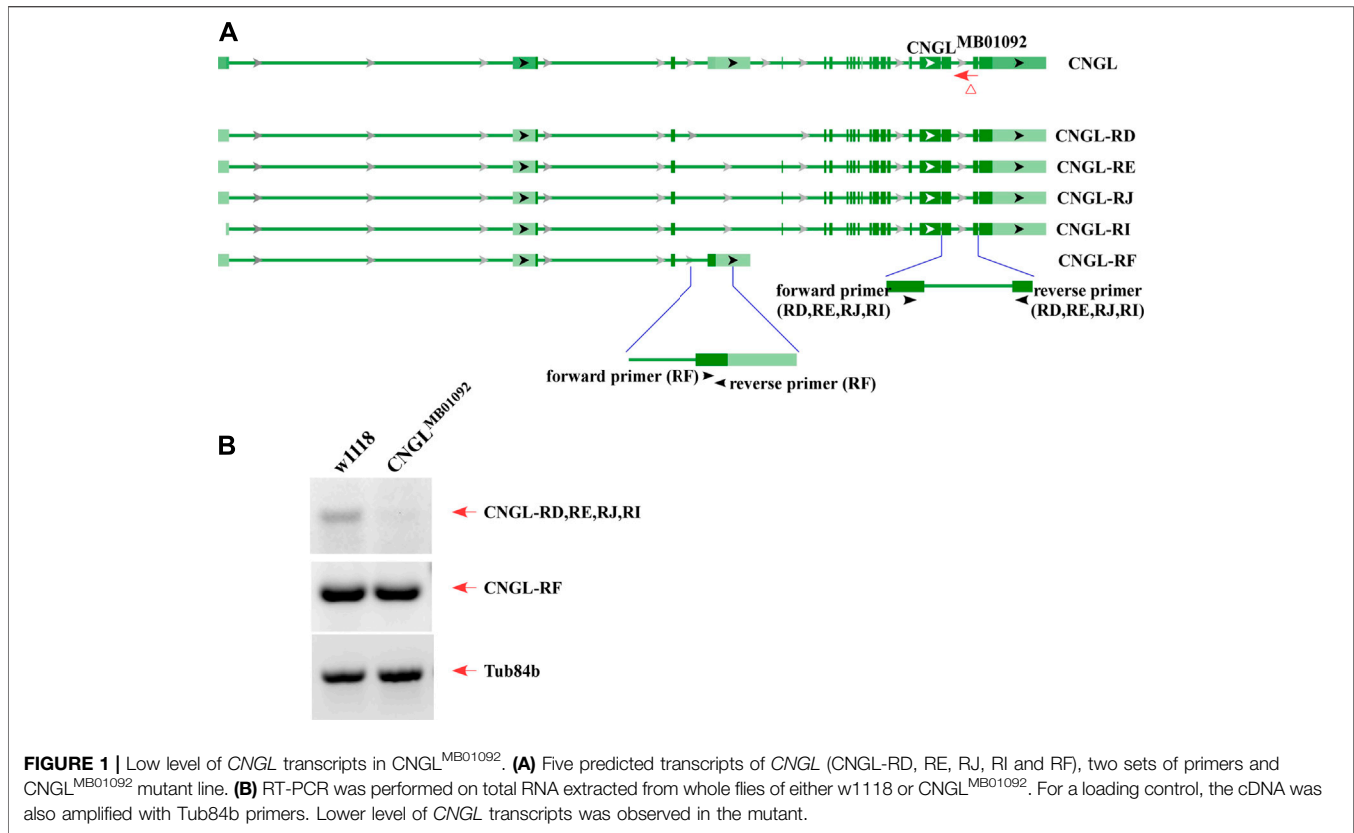 A
CNGL^MB01092
CNGL
CNGL-RD
CNGL-RE
CNGL-RJ
CNGL-RI
CNGL-RF
forward primer
(RD,RE,RJ,RI)
reverse primer
(RD,RE,RJ,RI)
forward primer (RF)
reverse primer (RF)
B
w1118
CNGL^MB01092
CNGL-RD,RE,RJ,RI
CNGL-RF
Tub84b
FIGURE 1 | Low level of CNGL transcripts in CNGL^MB01092. (A) Five predicted transcripts of CNGL (CNGL-RD, RE, RJ, RI and RF), two sets of primers and
CNGL^MB01092 mutant line. (B) RT-PCR was performed on total RNA extracted from whole flies of either w1118 or CNGL^MB01092. For a loading control, the cDNA was
also amplified with Tub84b primers. Lower level of CNGL transcripts was observed in the mutant.